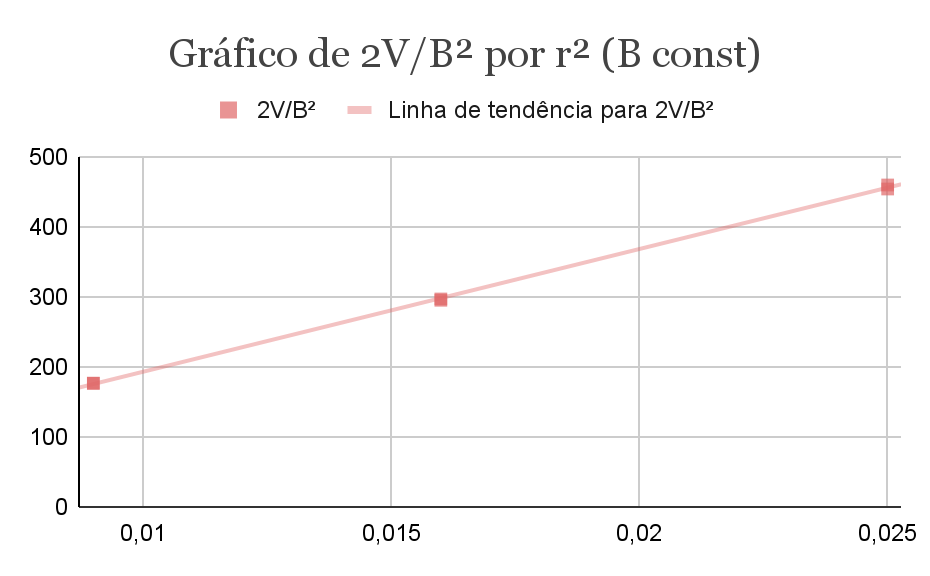 Gráfico de 2V/B² por r² (B const)
2V/B² Linha de tendência para 2V/B²
500
400
300
200
100
0
0,01 0,015 0,02 0,025